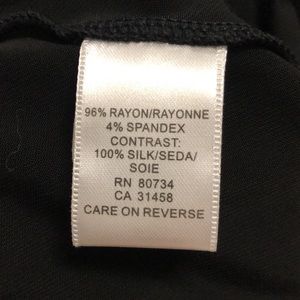 96% RAYON/RAYONNE
4% SPANDEX
CONTRAST:
100% SILK/SEDA/
SOIE
RN 80734
CA 31458
CARE ON REVERSE